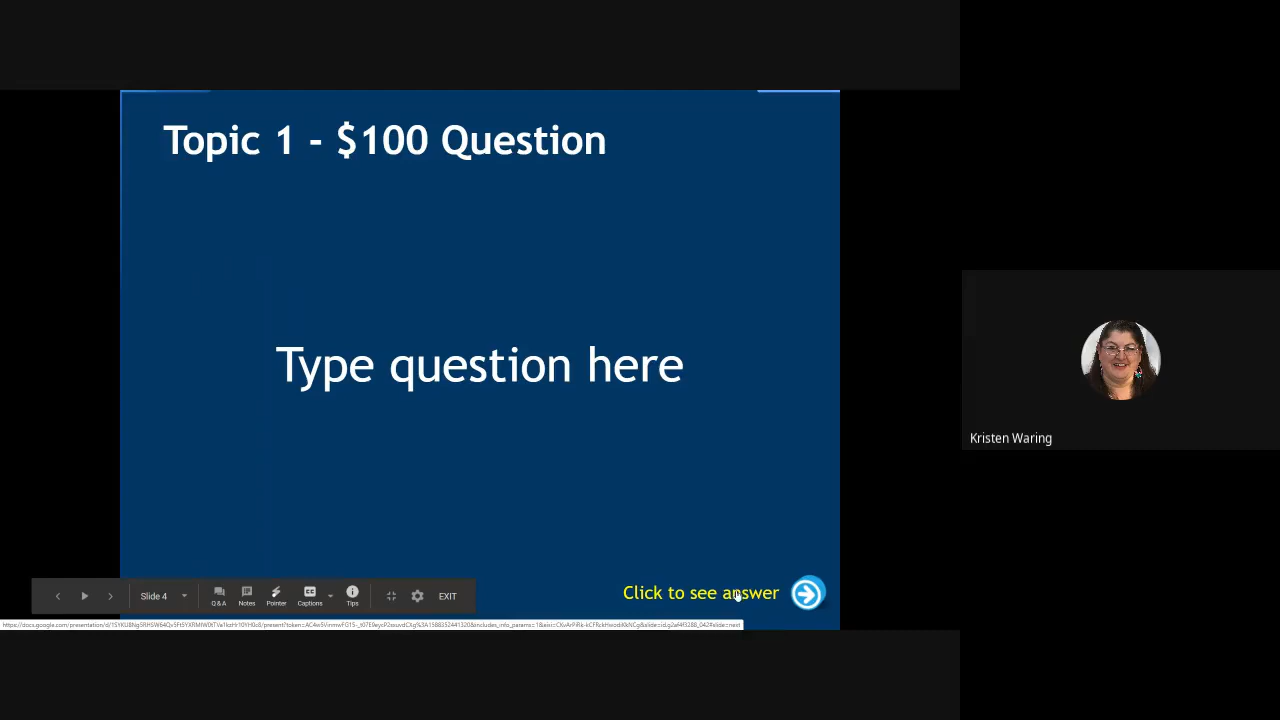 Topic 1 - $100 Question
Type question here
Click to see answer
Kristen Waring
Slide 4
Q&A
Notes
Pointer
Captions
Tips
EXIT